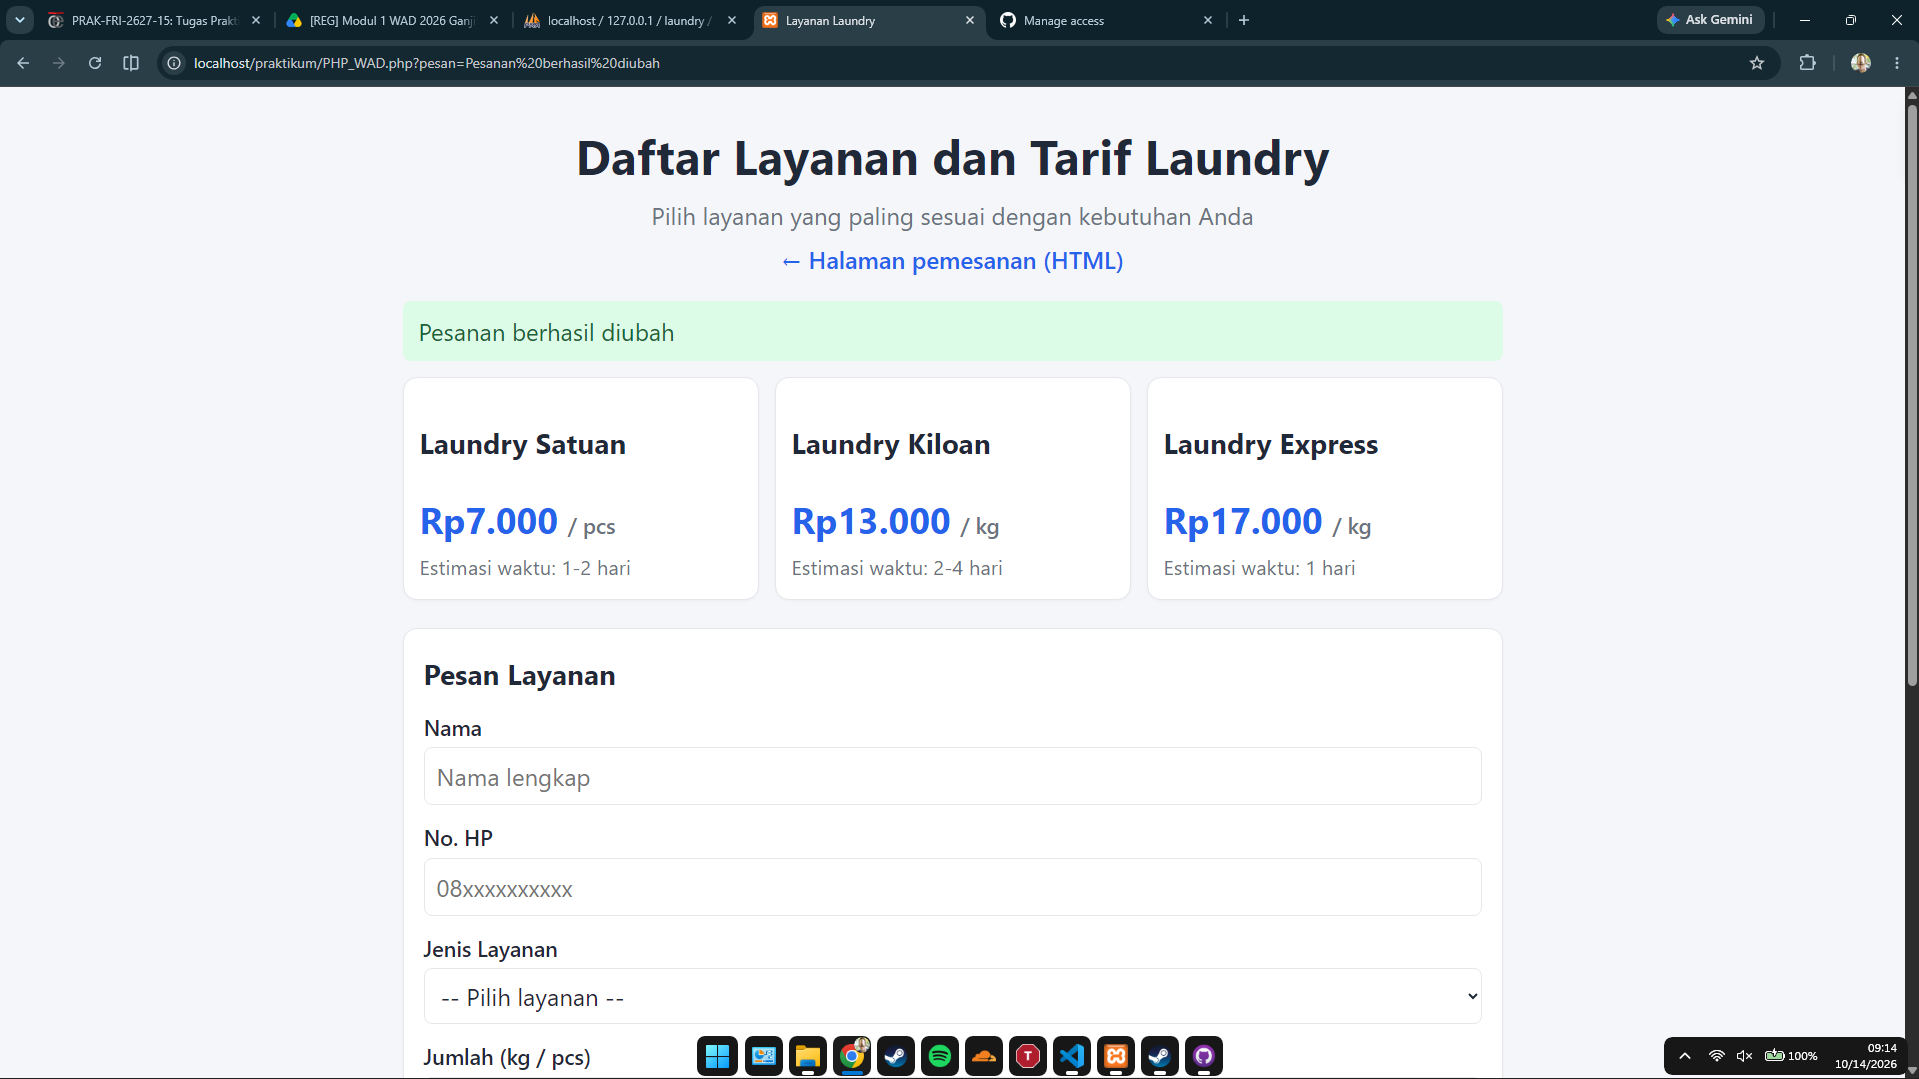 PRAK-FRI-2627-15: Tugas Prakt
[REG] Modul 1 WAD 2026 Ganji
localhost / 127.0.0.1 / laundry /
Layanan Laundry
Manage access
Ask Gemini
localhost/praktikum/PHP_WAD.php?pesan=Pesanan%20berhasil%20diubah
Daftar Layanan dan Tarif Laundry
Pilih layanan yang paling sesuai dengan kebutuhan Anda
← Halaman pemesanan (HTML)
Pesanan berhasil diubah
Laundry Satuan
Rp7.000 / pcs
Estimasi waktu: 1-2 hari
Laundry Kiloan
Rp13.000 / kg
Estimasi waktu: 2-4 hari
Laundry Express
Rp17.000 / kg
Estimasi waktu: 1 hari
Pesan Layanan
Nama
Nama lengkap
No. HP
08xxxxxxxxxx
Jenis Layanan
-- Pilih layanan --
Jumlah (kg / pcs)
T
100%
09:14
10/14/2026